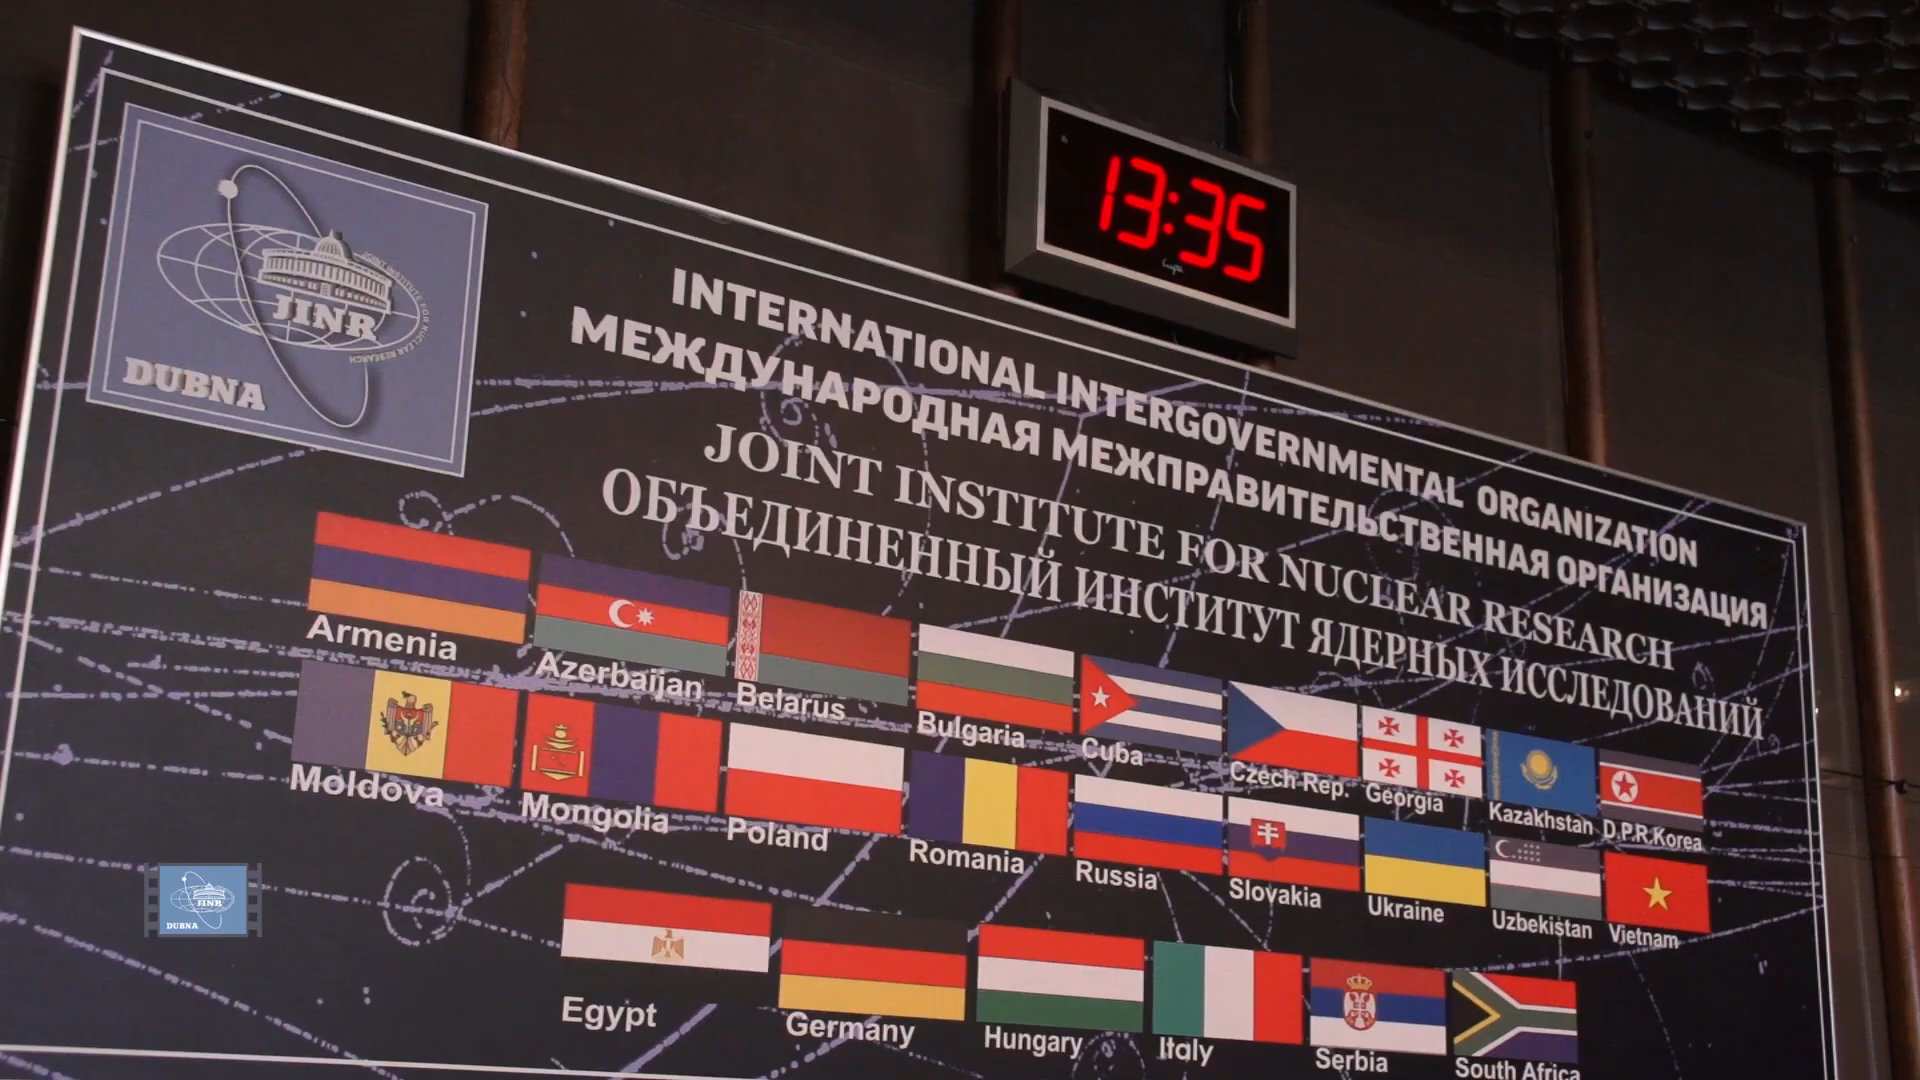 13:35
INTERNATIONAL INTERGOVERNMENTAL ORGANIZATION
МЕЖДУНАРОДНАЯ МЕЖПРАВИТЕЛЬСТВЕННАЯ ОРГАНИЗАЦИЯ
JOINT INSTITUTE FOR NUCLEAR RESEARCH
ОБЪЕДИНЕННЫЙ ИНСТИТУТ ЯДЕРНЫХ ИССЛЕДОВАНИЙ
JINR
JOINT INSTITUTE FOR NUCLEAR RESEARCH
DUBNA
Armenia Azerbaijan Belarus Bulgaria Cuba Czech Rep. Georgia Kazakhstan D.P.R.Korea
Moldova Mongolia Poland Romania Russia Slovakia Ukraine Uzbekistan Vietnam
Egypt Germany Hungary Italy Serbia South Africa
JINR
DUBNA